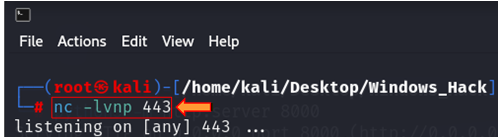 File Actions Edit View Help
(root㉿kali)-[/home/kali/Desktop/Windows_Hack]
# nc -lvnp 443
listening on [any] 443 ...